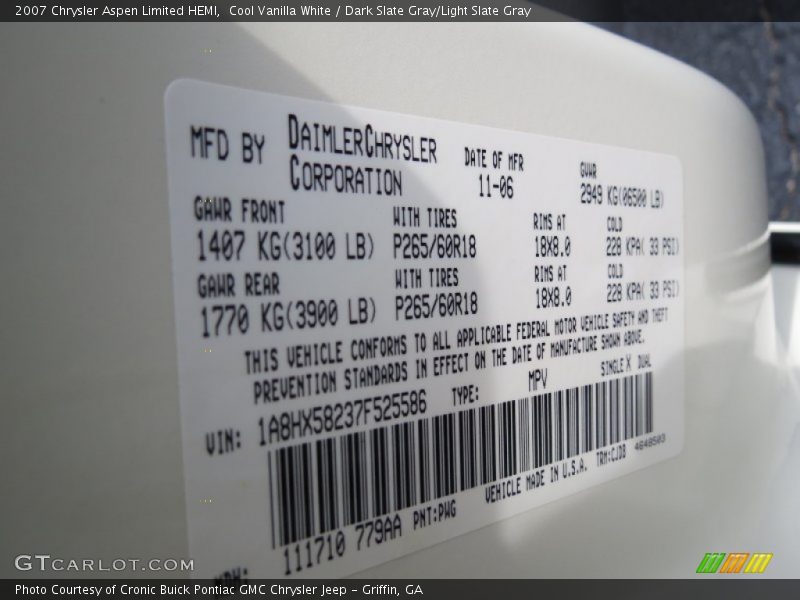 2007 Chrysler Aspen Limited HEMI,  Cool Vanilla White / Dark Slate Gray/Light Slate Gray
MFD BY DAIMLERCHRYSLER CORPORATION
DATE OF MFR 11-06
GVWR 2949 KG(06500 LB)
GAWR FRONT WITH TIRES RIMS AT COLD
1407 KG(3100 LB) P265/60R18 18X8.0 228 KPA( 33 PSI)
GAWR REAR WITH TIRES RIMS AT COLD
1770 KG(3900 LB) P265/60R18 18X8.0 228 KPA( 33 PSI)
THIS VEHICLE CONFORMS TO ALL APPLICABLE FEDERAL MOTOR VEHICLE SAFETY AND THEFT
PREVENTION STANDARDS IN EFFECT ON THE DATE OF MANUFACTURE SHOWN ABOVE.
VIN: 1A8HX58237F525586 TYPE: MPV SINGLE X DUAL
111710 779AA PNT:PWG VEHICLE MADE IN U.S.A. TRM:CJD8 4648503
MDH:
GTCARLOT.COM
Photo Courtesy of Cronic Buick Pontiac GMC Chrysler Jeep – Griffin, GA